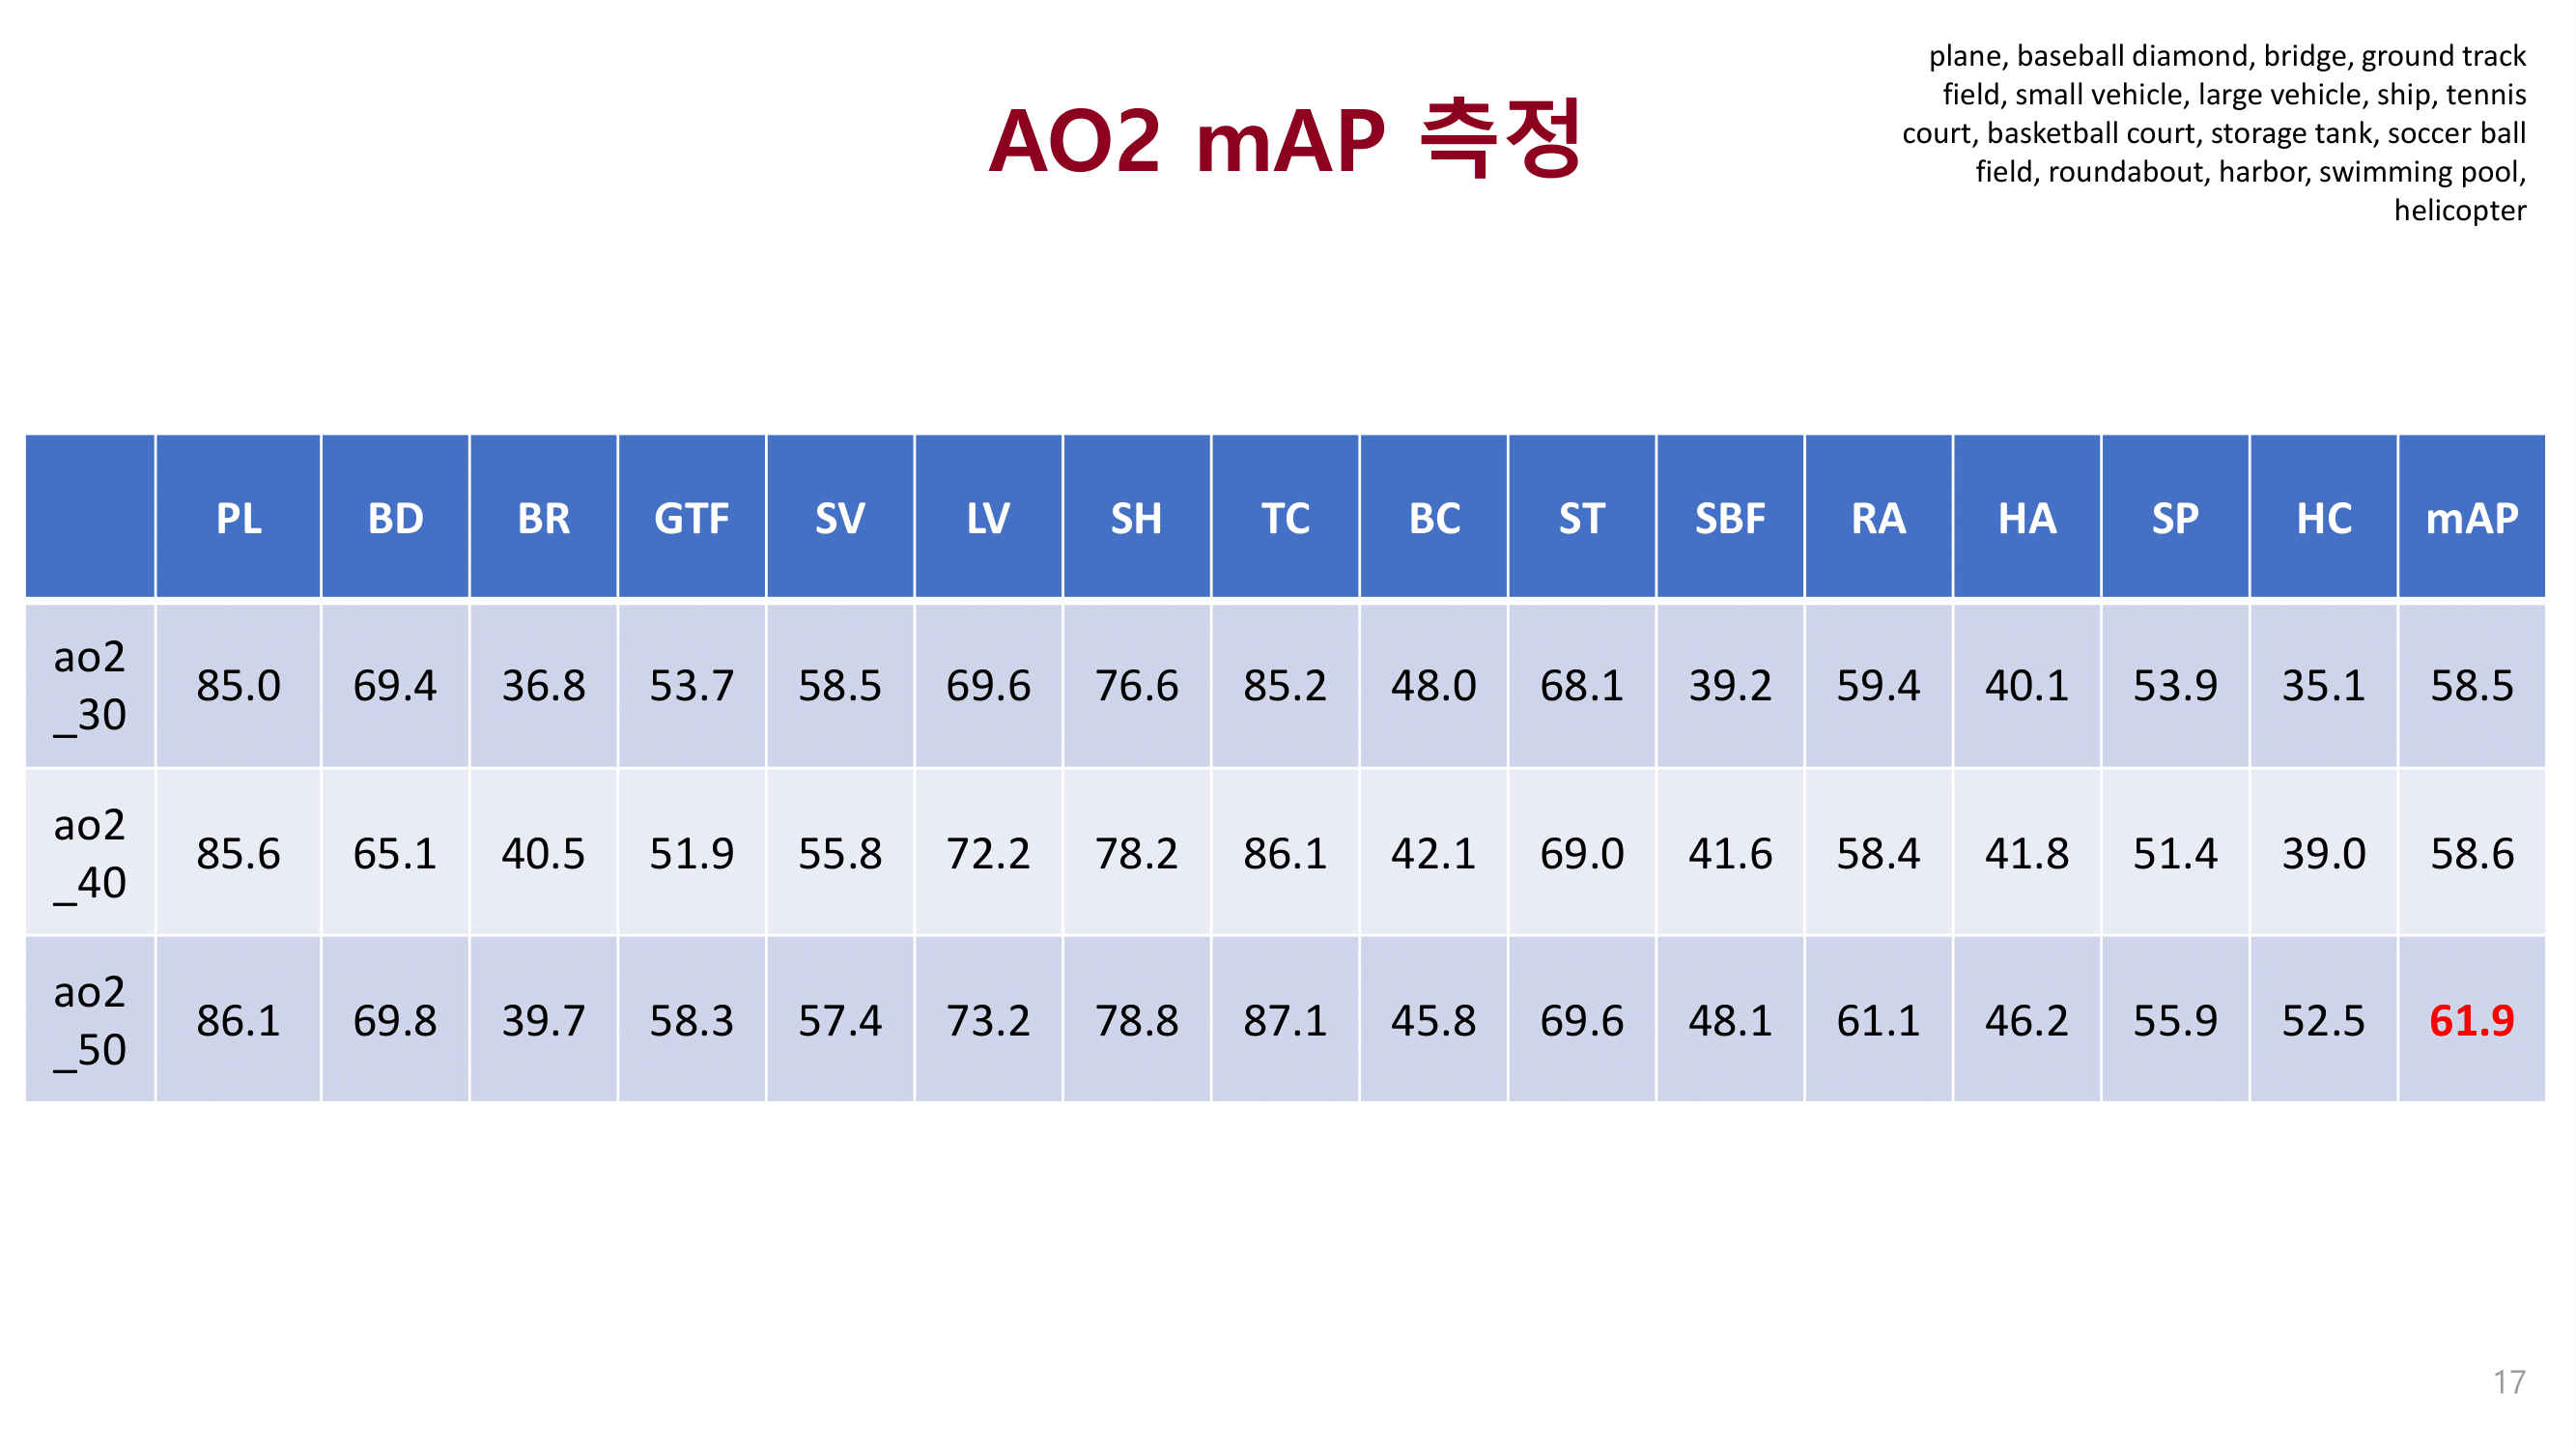 plane, baseball diamond, bridge, ground track
field, small vehicle, large vehicle, ship, tennis
court, basketball court, storage tank, soccer ball
field, roundabout, harbor, swimming pool,
helicopter
AO2 mAP 측정
PL BD BR GTF SV LV SH TC BC ST SBF RA HA SP HC mAP
ao2
_30 85.0 69.4 36.8 53.7 58.5 69.6 76.6 85.2 48.0 68.1 39.2 59.4 40.1 53.9 35.1 58.5
ao2
_40 85.6 65.1 40.5 51.9 55.8 72.2 78.2 86.1 42.1 69.0 41.6 58.4 41.8 51.4 39.0 58.6
ao2
_50 86.1 69.8 39.7 58.3 57.4 73.2 78.8 87.1 45.8 69.6 48.1 61.1 46.2 55.9 52.5 61.9
17